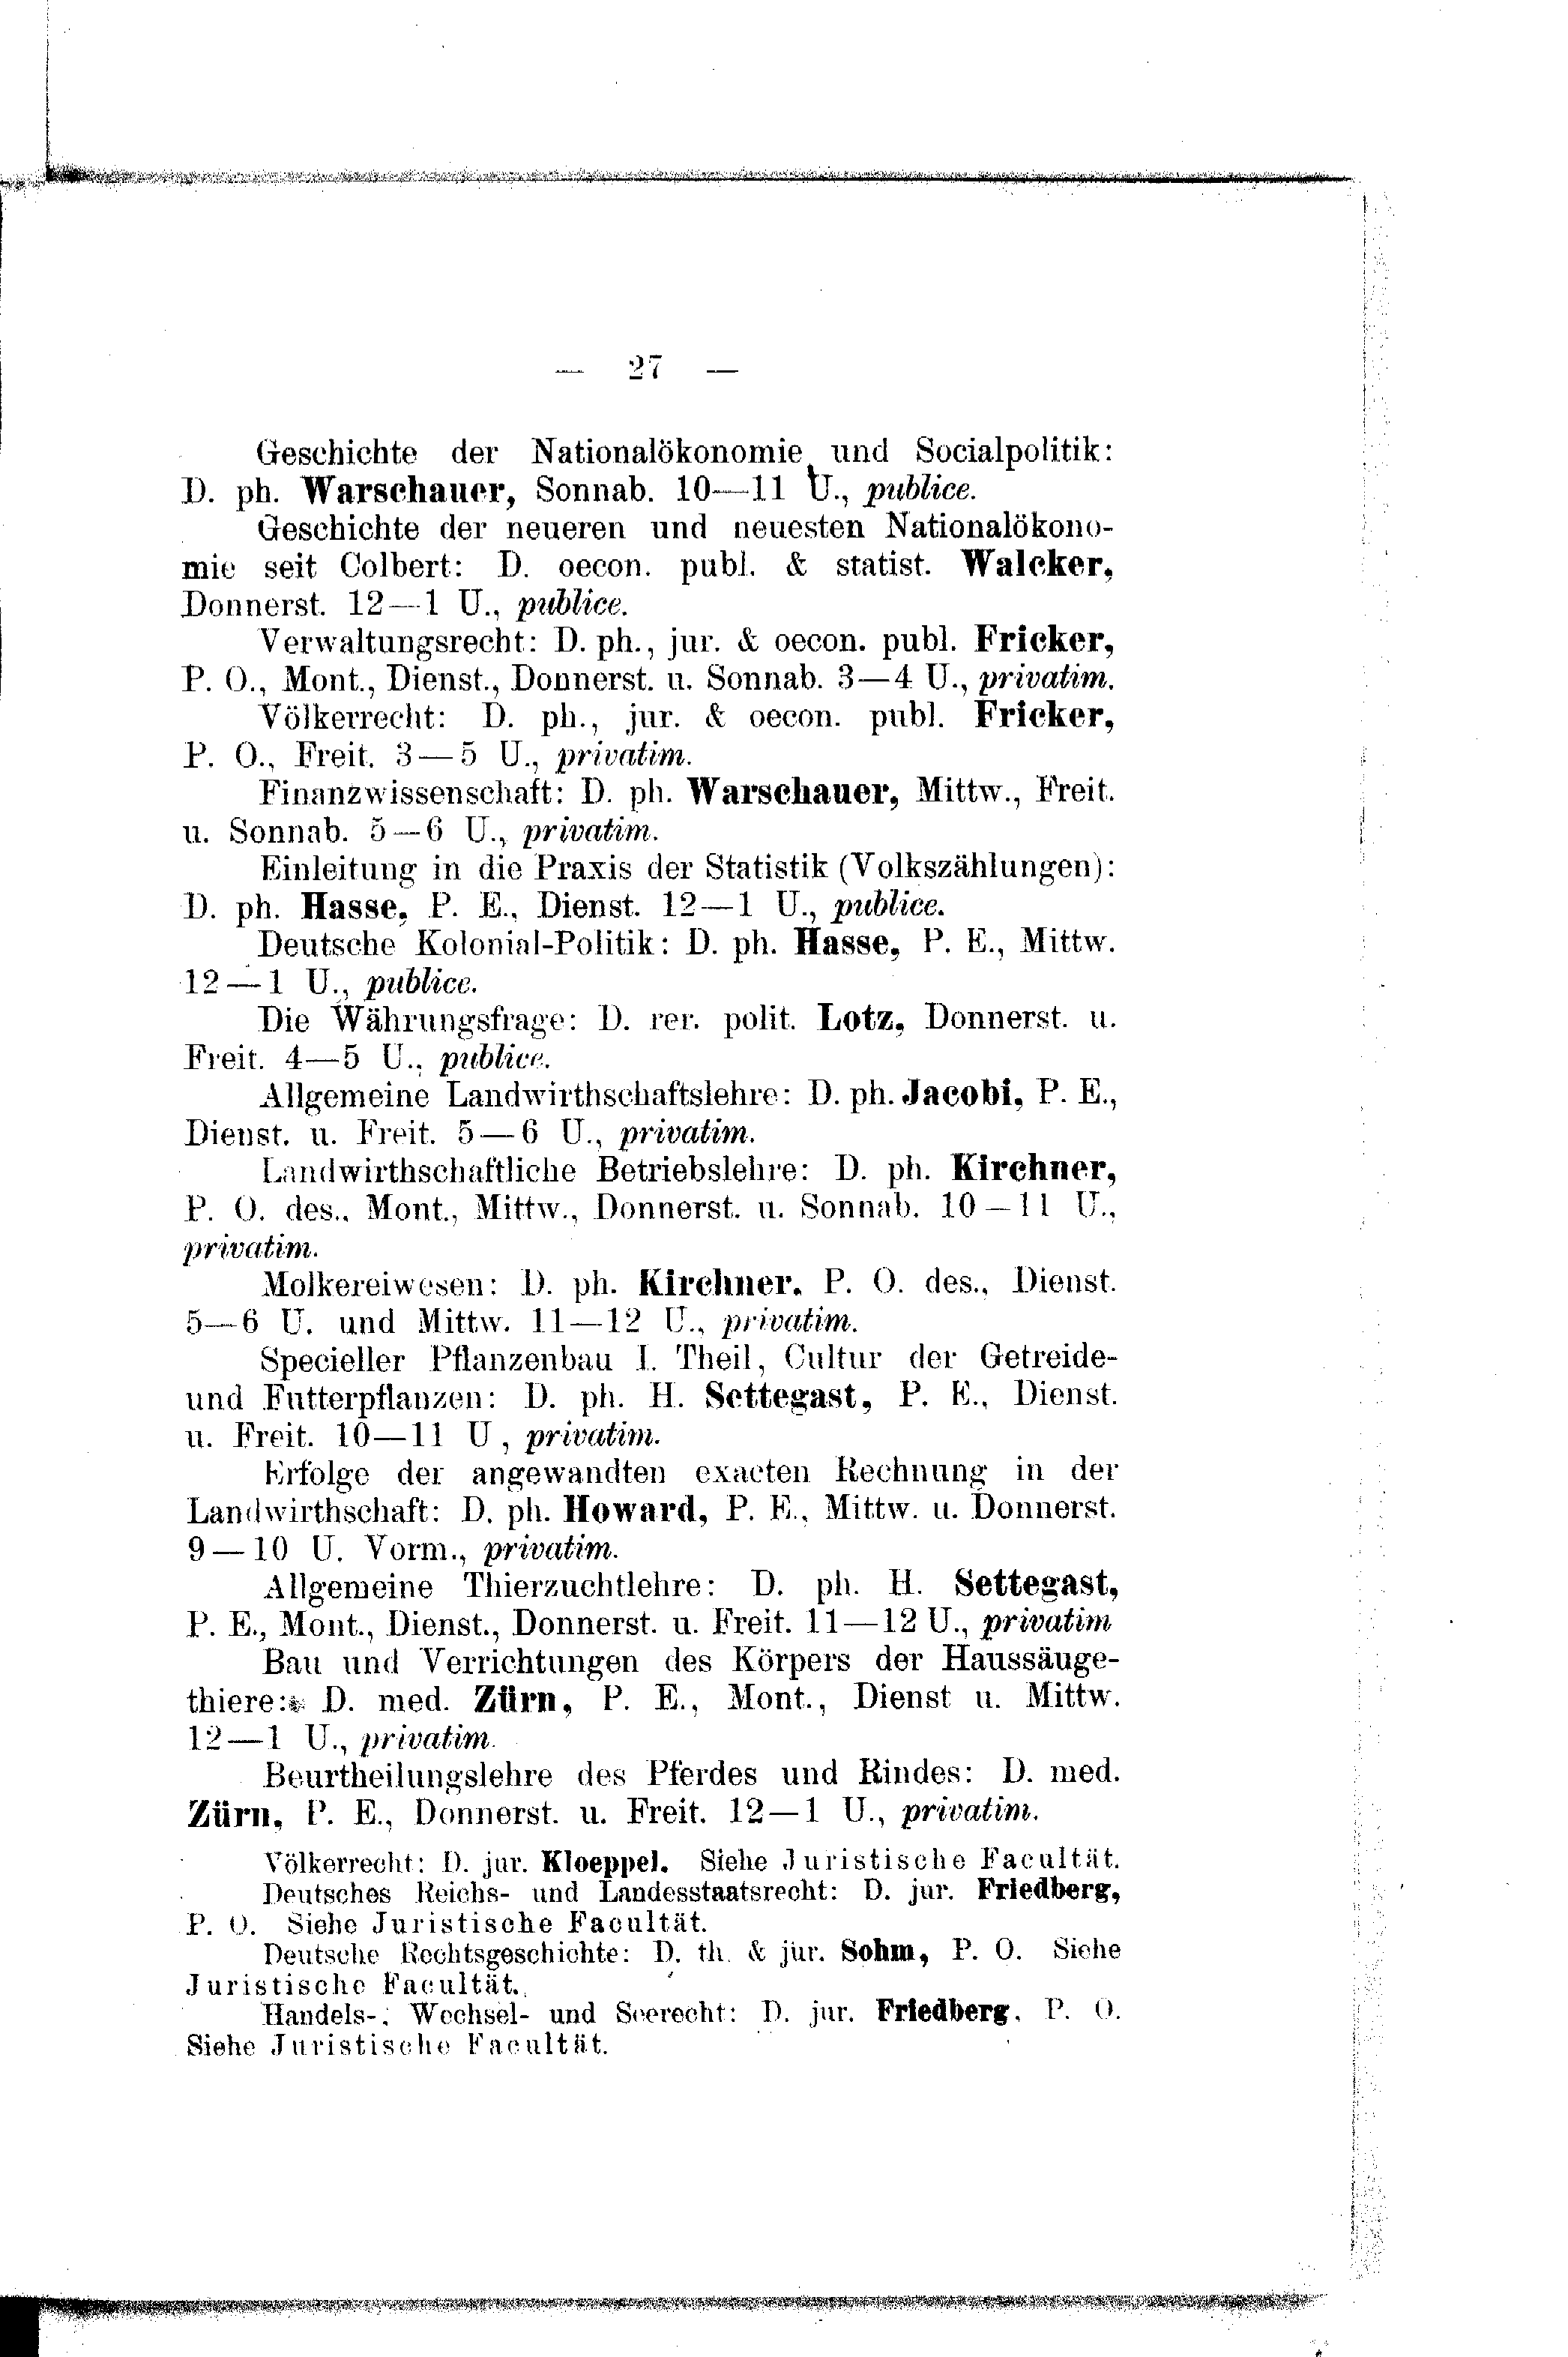 — 27 —
Geschichte der Nationalökonomie und Socialpolitik:
D. ph. Warschauer, Sonnab. 10—11 U., publice.
Geschichte der neueren und neuesten Nationalökono-
mie seit Colbert: D. oecon. publ. & statist. Walcker,
Donnerst. 12—1 U., publice.
Verwaltungsrecht: D. ph., jur. & oecon. publ. Fricker,
P. O., Mont., Dienst., Donnerst. u. Sonnab. 3—4 U., privatim.
Völkerrecht: D. ph., jur. & oecon. publ. Fricker,
P. O., Freit. 3—5 U., privatim.
Finanzwissenschaft: D. ph. Warschauer, Mittw., Freit.
u. Sonnab. 5—6 U., privatim.
Einleitung in die Praxis der Statistik (Volkszählungen):
D. ph. Hasse, P. E., Dienst. 12—1 U., publice.
Deutsche Kolonial-Politik: D. ph. Hasse, P. E., Mittw.
12—1 U., publice.
Die Währungsfrage: D. rer. polit. Lotz, Donnerst. u.
Freit. 4—5 U., publice.
Allgemeine Landwirthschaftslehre: D. ph. Jacobi, P. E.,
Dienst. u. Freit. 5—6 U., privatim.
Landwirthschaftliche Betriebslehre: D. ph. Kirchner,
P. O. des., Mont., Mittw., Donnerst. u. Sonnab. 10—11 U.,
privatim.
Molkereiwesen: D. ph. Kirchner, P. O. des., Dienst.
5—6 U. und Mittw. 11—12 U., privatim.
Specieller Pflanzenbau I. Theil, Cultur der Getreide-
und Futterpflanzen: D. ph. H. Settegast, P. E., Dienst.
u. Freit. 10—11 U, privatim.
Erfolge der angewandten exacten Rechnung in der
Landwirthschaft: D. ph. Howard, P. E., Mittw. u. Donnerst.
9—10 U. Vorm., privatim.
Allgemeine Thierzuchtlehre: D. ph. H. Settegast,
P. E., Mont., Dienst., Donnerst. u. Freit. 11—12 U., privatim
Bau und Verrichtungen des Körpers der Haussäuge-
thiere: D. med. Zürn, P. E., Mont., Dienst u. Mittw.
12—1 U., privatim.
Beurtheilungslehre des Pferdes und Rindes: D. med.
Zürn, P. E., Donnerst. u. Freit. 12—1 U., privatim.
Völkerrecht: D. jur. Kloeppel. Siehe Juristische Facultät.
Deutsches Reichs- und Landesstaatsrecht: D. jur. Friedberg,
P. O. Siehe Juristische Facultät.
Deutsche Rechtsgeschichte: D. th. & jur. Sohm, P. O. Siehe
Juristische Facultät.
Handels-, Wechsel- und Seerecht: D. jur. Friedberg, P. O.
Siehe Juristische Facultät.